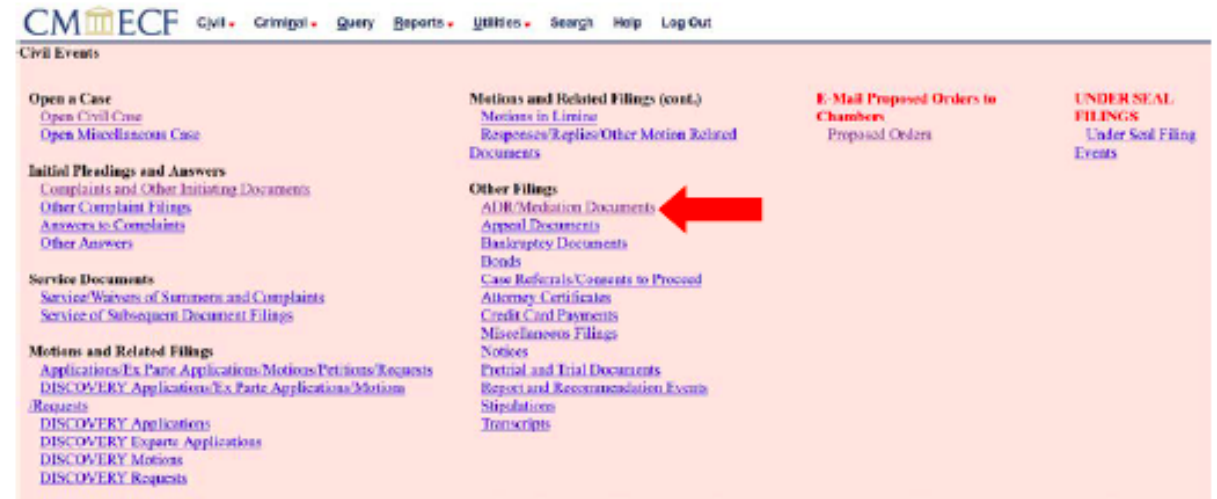 CM ECF Civil Criminal Query Reports Utilities Search Help Log Out
Civil Events
Open a Case
Open Civil Case
Open Miscellaneous Case
Initial Pleadings and Answers
Complaints and Other Initiating Documents
Other Complaint Filings
Answers to Complaints
Other Answers
Service Documents
Service/Waivers of Summons and Complaints
Service of Subsequent Document Filings
Motions and Related Filings
Applications/Ex Parte Applications/Motions/Petitions/Requests
DISCOVERY Applications/Ex Parte Applications/Motions
/Requests
DISCOVERY Applications
DISCOVERY Exparte Applications
DISCOVERY Motions
DISCOVERY Requests
Motions and Related Filings (cont.)
Motions in Limine
Responses/Replies/Other Motion Related
Documents
Other Filings
ADR/Mediation Documents
Appeal Documents
Bankruptcy Documents
Bonds
Case Referrals/Consents to Proceed
Attorney Certificates
Credit Card Payments
Miscellaneous Filings
Notices
Pretrial and Trial Documents
Report and Recommendation Events
Stipulations
Transcripts
E-Mail Proposed Orders to
Chambers
Proposed Orders
UNDER SEAL
FILINGS
Under Seal Filing
Events